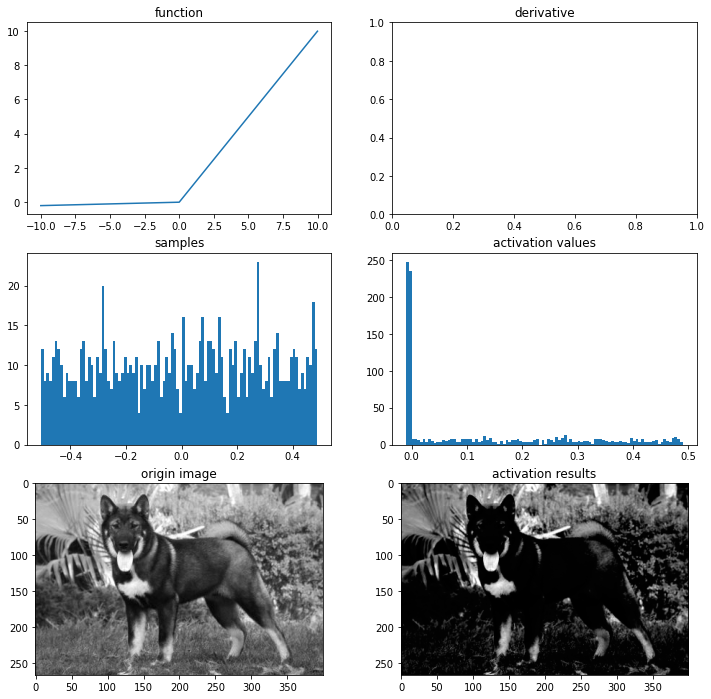 function
derivative
10
8
6
4
2
0
−10.0 −7.5 −5.0 −2.5 0.0 2.5 5.0 7.5 10.0
1.0
0.8
0.6
0.4
0.2
0.0
0.0 0.2 0.4 0.6 0.8 1.0
samples
activation values
20
15
10
5
0
−0.4 −0.2 0.0 0.2 0.4
250
200
150
100
50
0
0.0 0.1 0.2 0.3 0.4 0.5
origin image
activation results
0
50
100
150
200
250
0 50 100 150 200 250 300 350
0
50
100
150
200
250
0 50 100 150 200 250 300 350